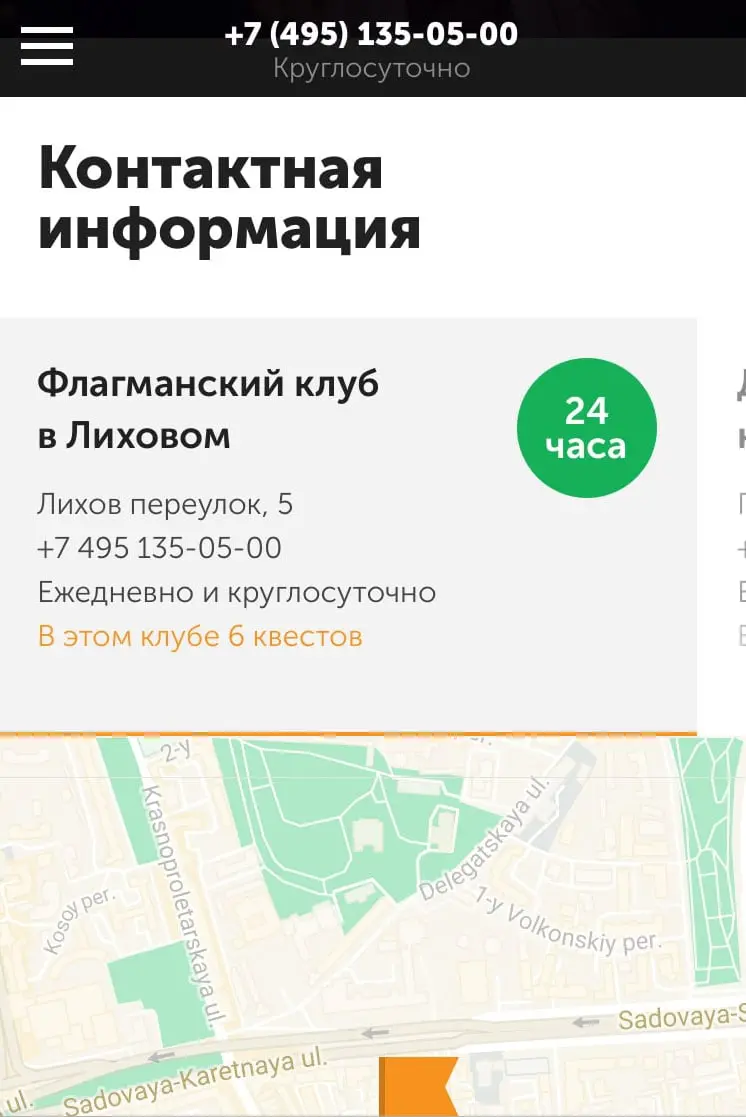 +7 (495) 135-05-00
Круглосуточно
Контактная
информация
Флагманский клуб
в Лиховом
24
часа
Лихов переулок, 5
+7 495 135-05-00
Ежедневно и круглосуточно
В этом клубе 6 квестов
2-y
Krasnoproletarskaya ul.
Kosoy per.
Delegatskaya ul.
1-y Volkonskiy per.
Sadovaya-S
Sadovaya-Karetnaya ul.
ul.